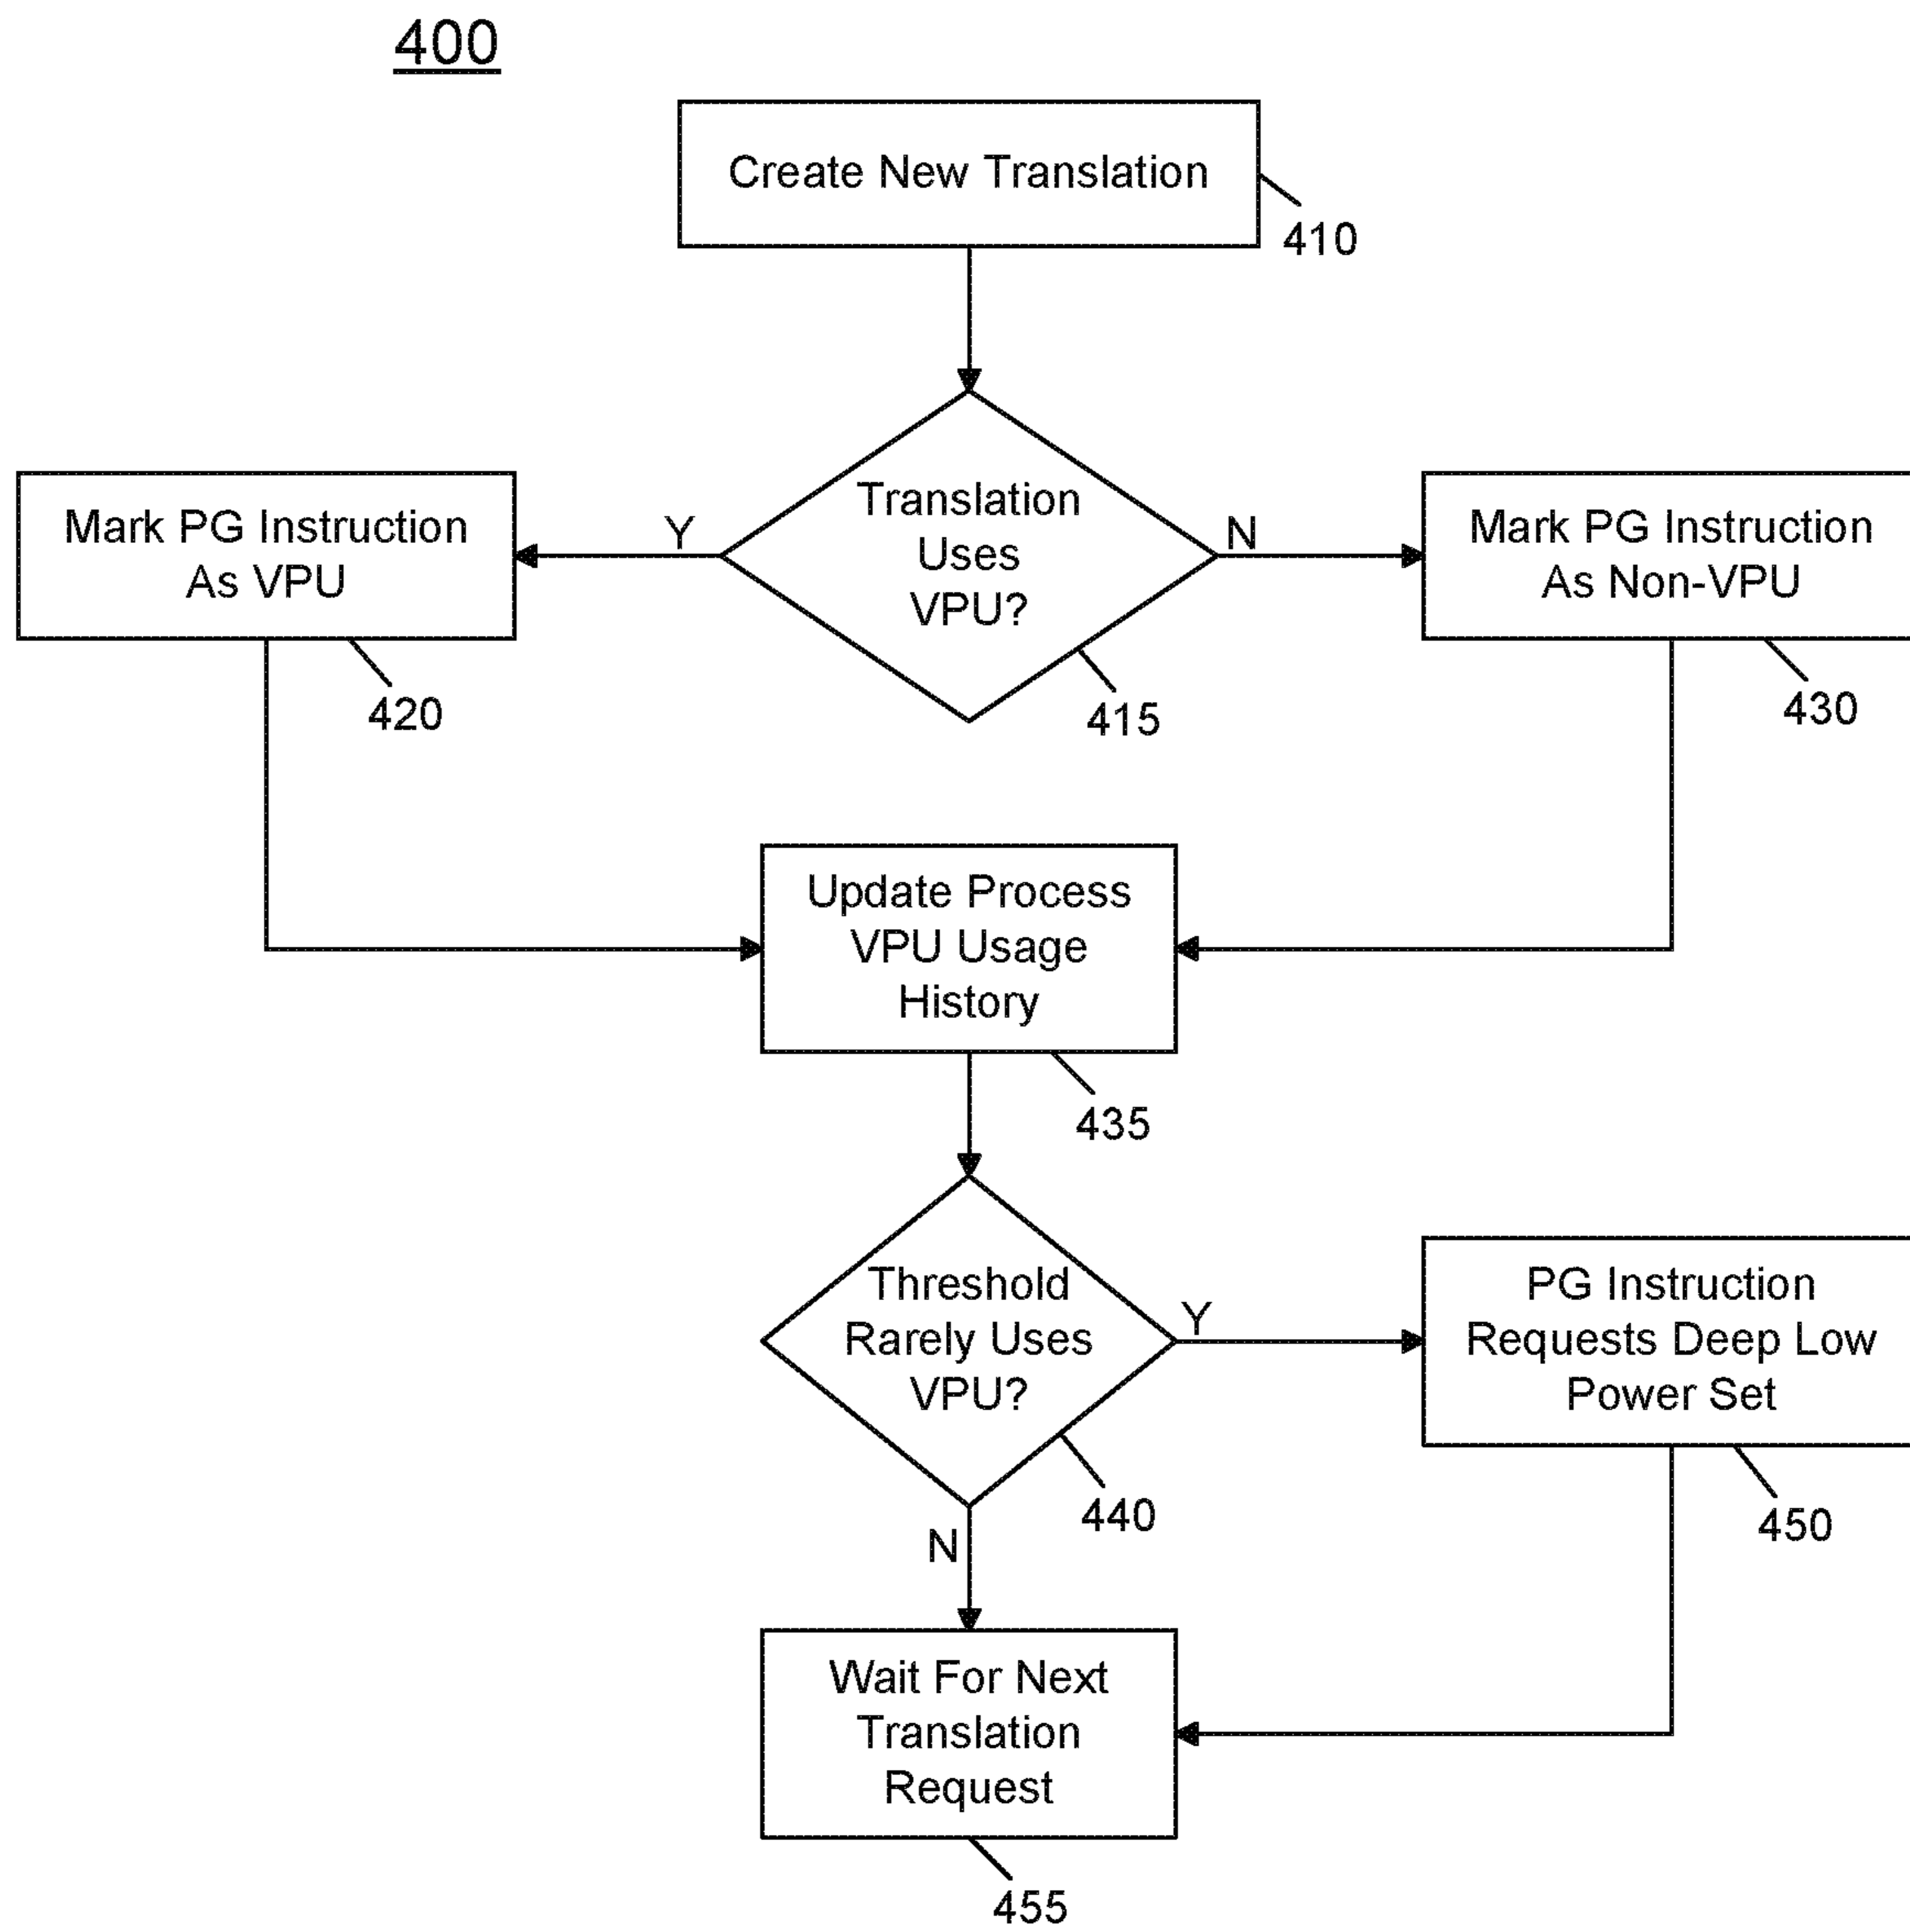 400
Create New Translation
410
Translation
Uses
VPU?
Y
N
415
Mark PG Instruction
As VPU
420
Mark PG Instruction
As Non-VPU
430
Update Process
VPU Usage
History
435
Threshold
Rarely Uses
VPU?
Y
N
440
PG Instruction
Requests Deep Low
Power Set
450
Wait For Next
Translation
Request
455